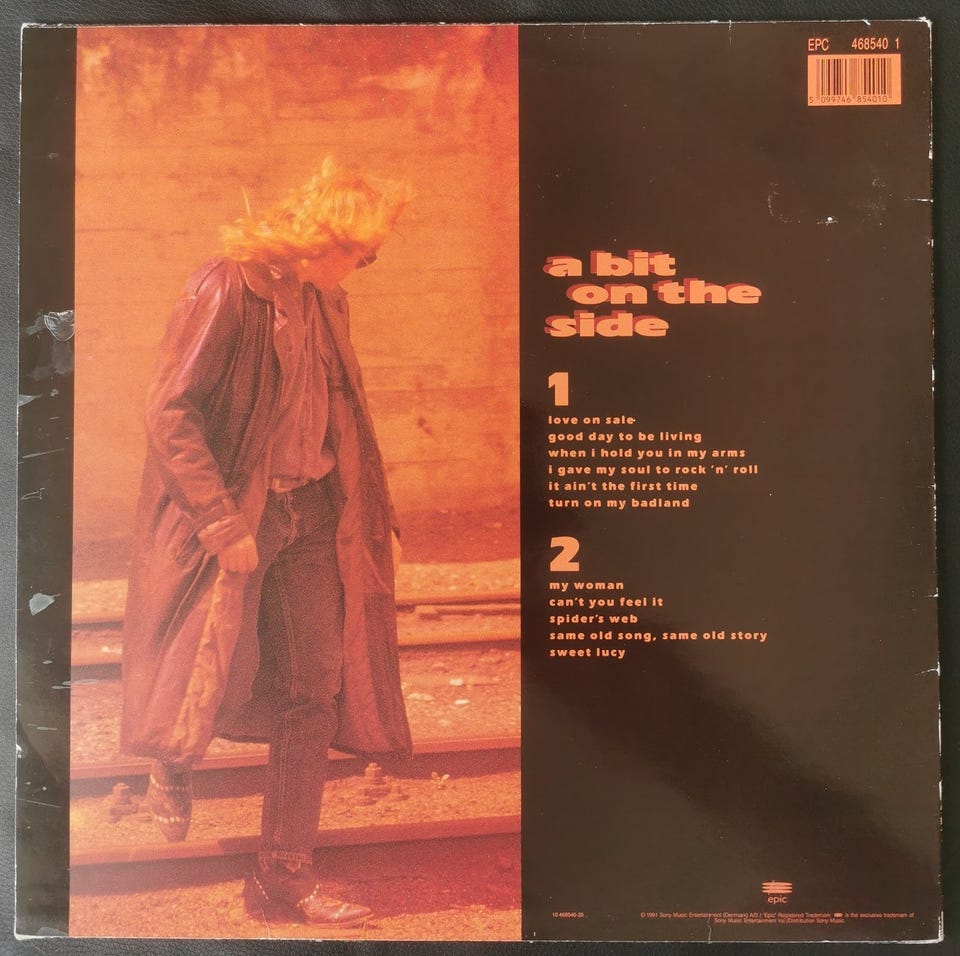 EPC 468540 1
5 099746 854010
a bit
on the
side
1
love on sale
good day to be living
when i hold you in my arms
i gave my soul to rock 'n' roll
it ain't the first time
turn on my badland
2
my woman
can't you feel it
spider's web
same old song, same old story
sweet lucy
epic
10-468540-20
© 1991 Sony Music Entertainment (Denmark) A/S / "Epic" Registered Trademark. is the exclusive trademark of
Sony Music Entertainment Inc./Distribution Sony Music.